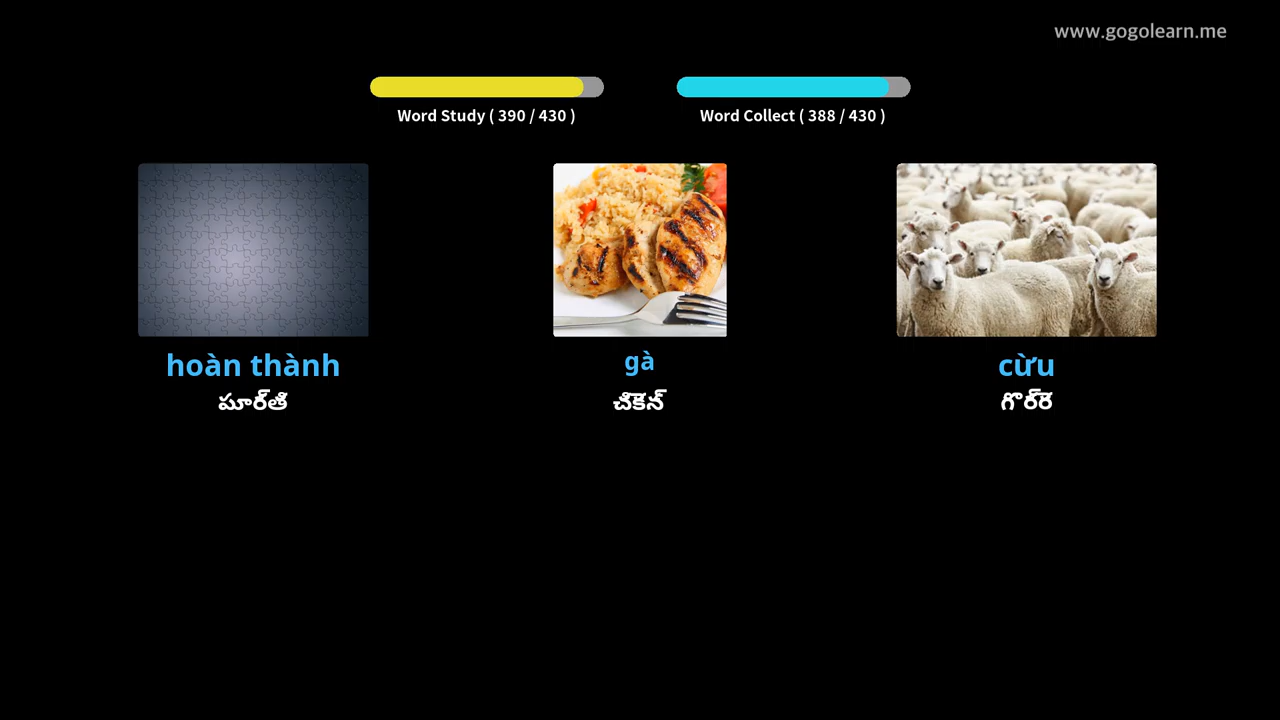 www.gogolearn.me
Word Study ( 390 / 430 )
Word Collect ( 388 / 430 )
hoàn thành
gà
cừu
పూర్తి
చికెన్
గొర్రె